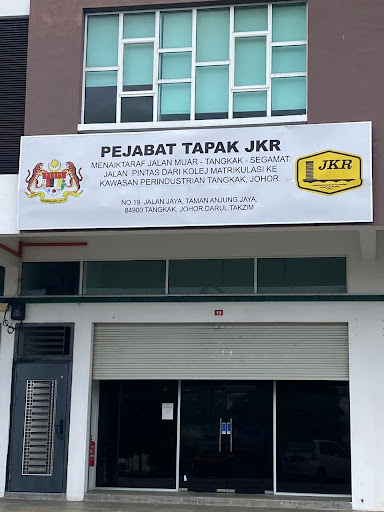 PEJABAT TAPAK JKR
MENAIKTARAF JALAN MUAR - TANGKAK - SEGAMAT:
JALAN PINTAS DARI KOLEJ MATRIKULASI KE
KAWASAN PERINDUSTRIAN TANGKAK, JOHOR.
NO 19, JALAN JAYA, TAMAN ANJUNG JAYA,
84900 TANGKAK, JOHOR DARUL TAKZIM
JKR
19